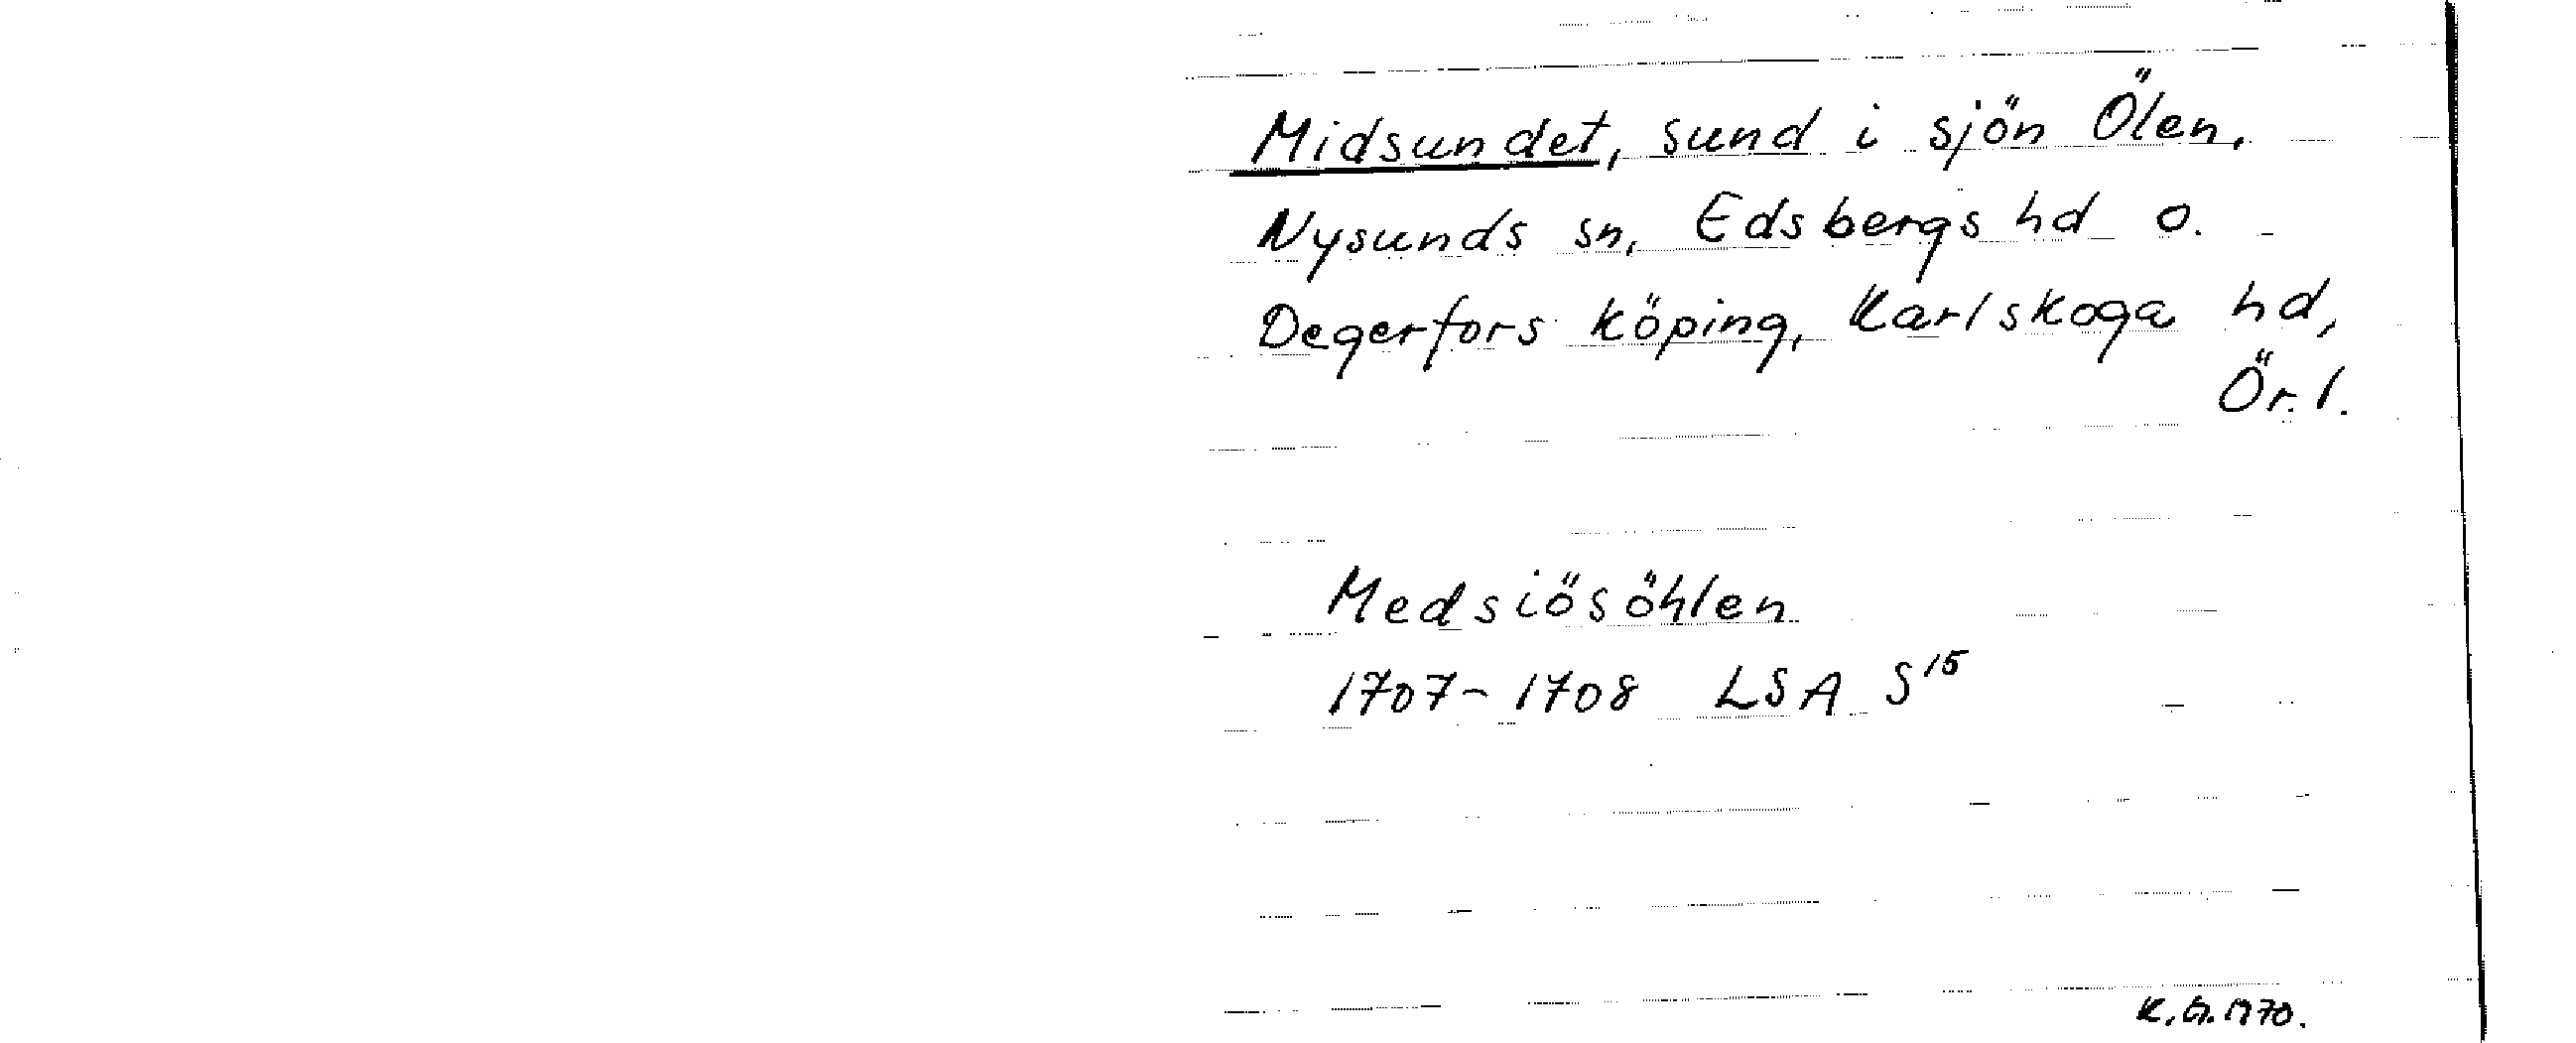 Midsundet, sund i sjön Ölen,
Nysunds sn, Edsbergs hd o.
Degerfors köping, Karlskoga hd,
Ör. l.
Medsiösöhlen
1707-1708 LSA S¹⁵
K. G. 1970.